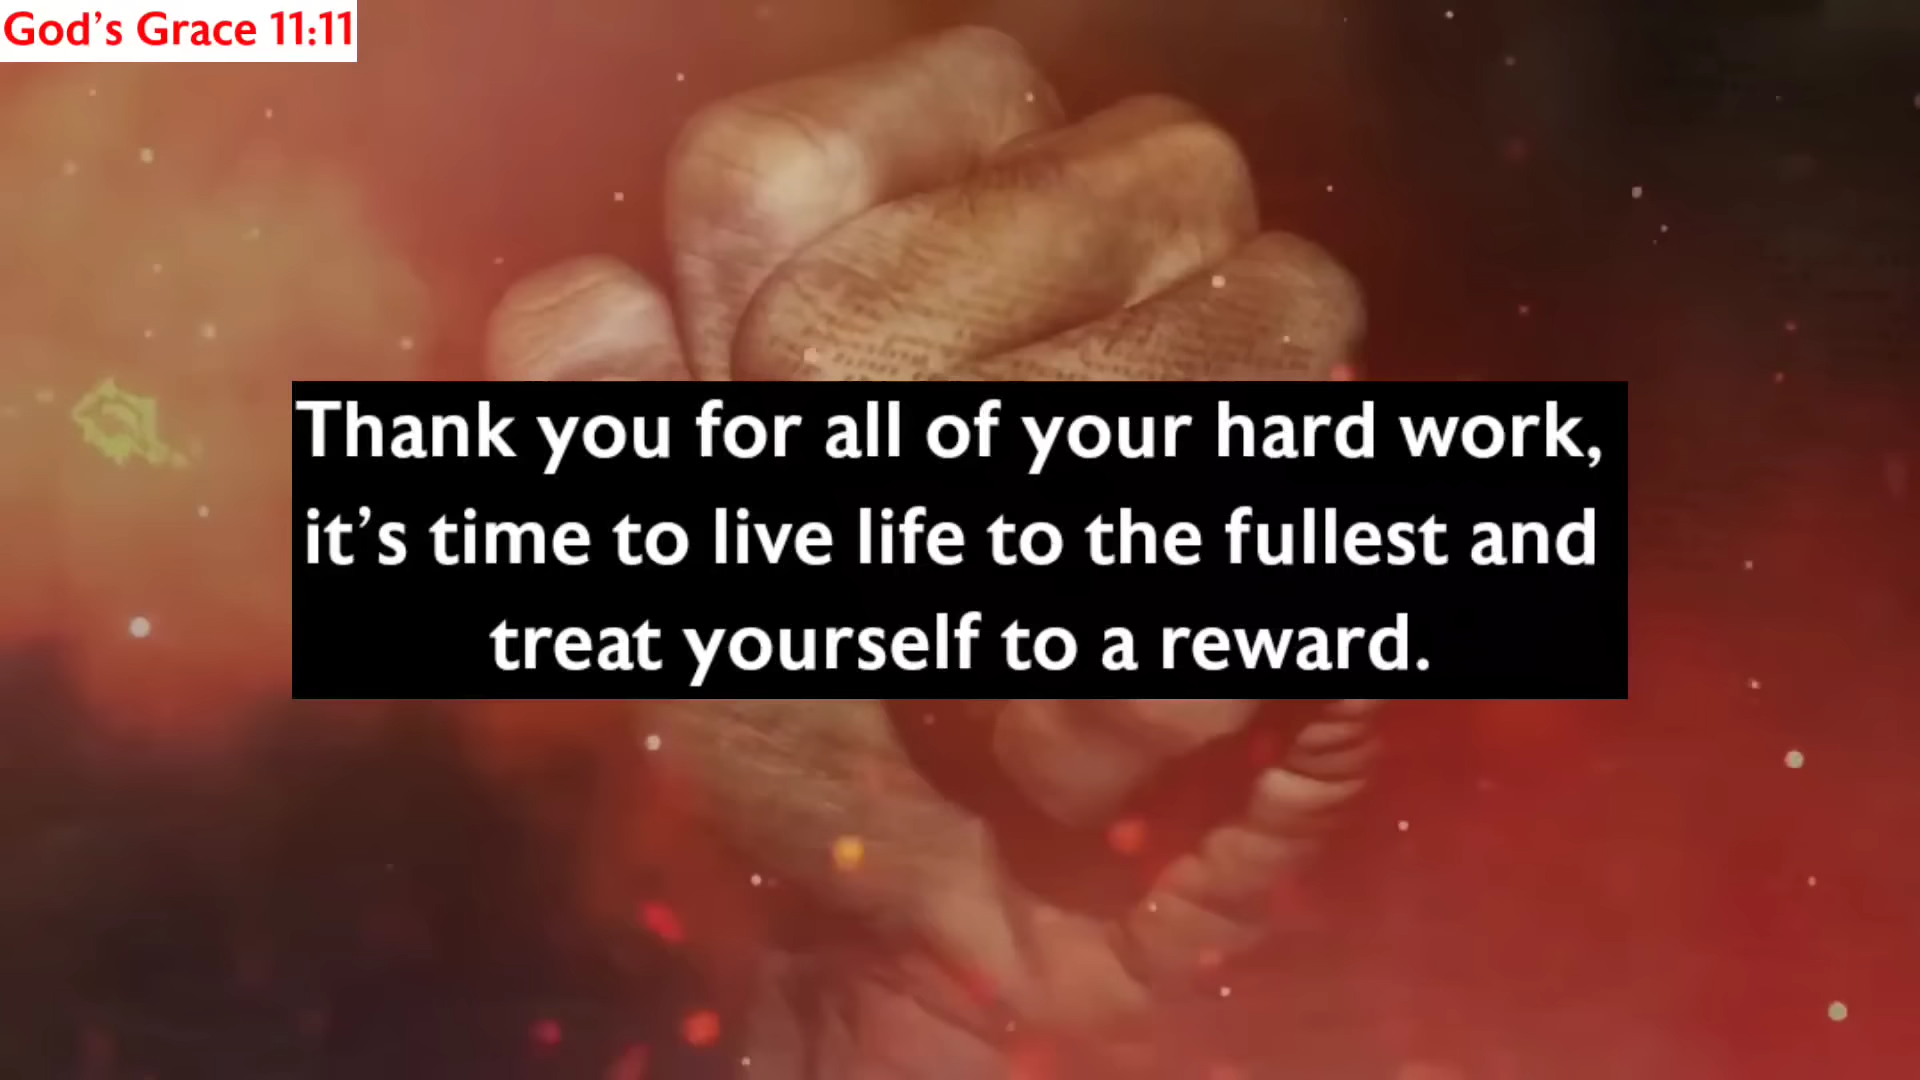 God’s Grace 11:11
Thank you for all of your hard work,
it’s time to live life to the fullest and
treat yourself to a reward.